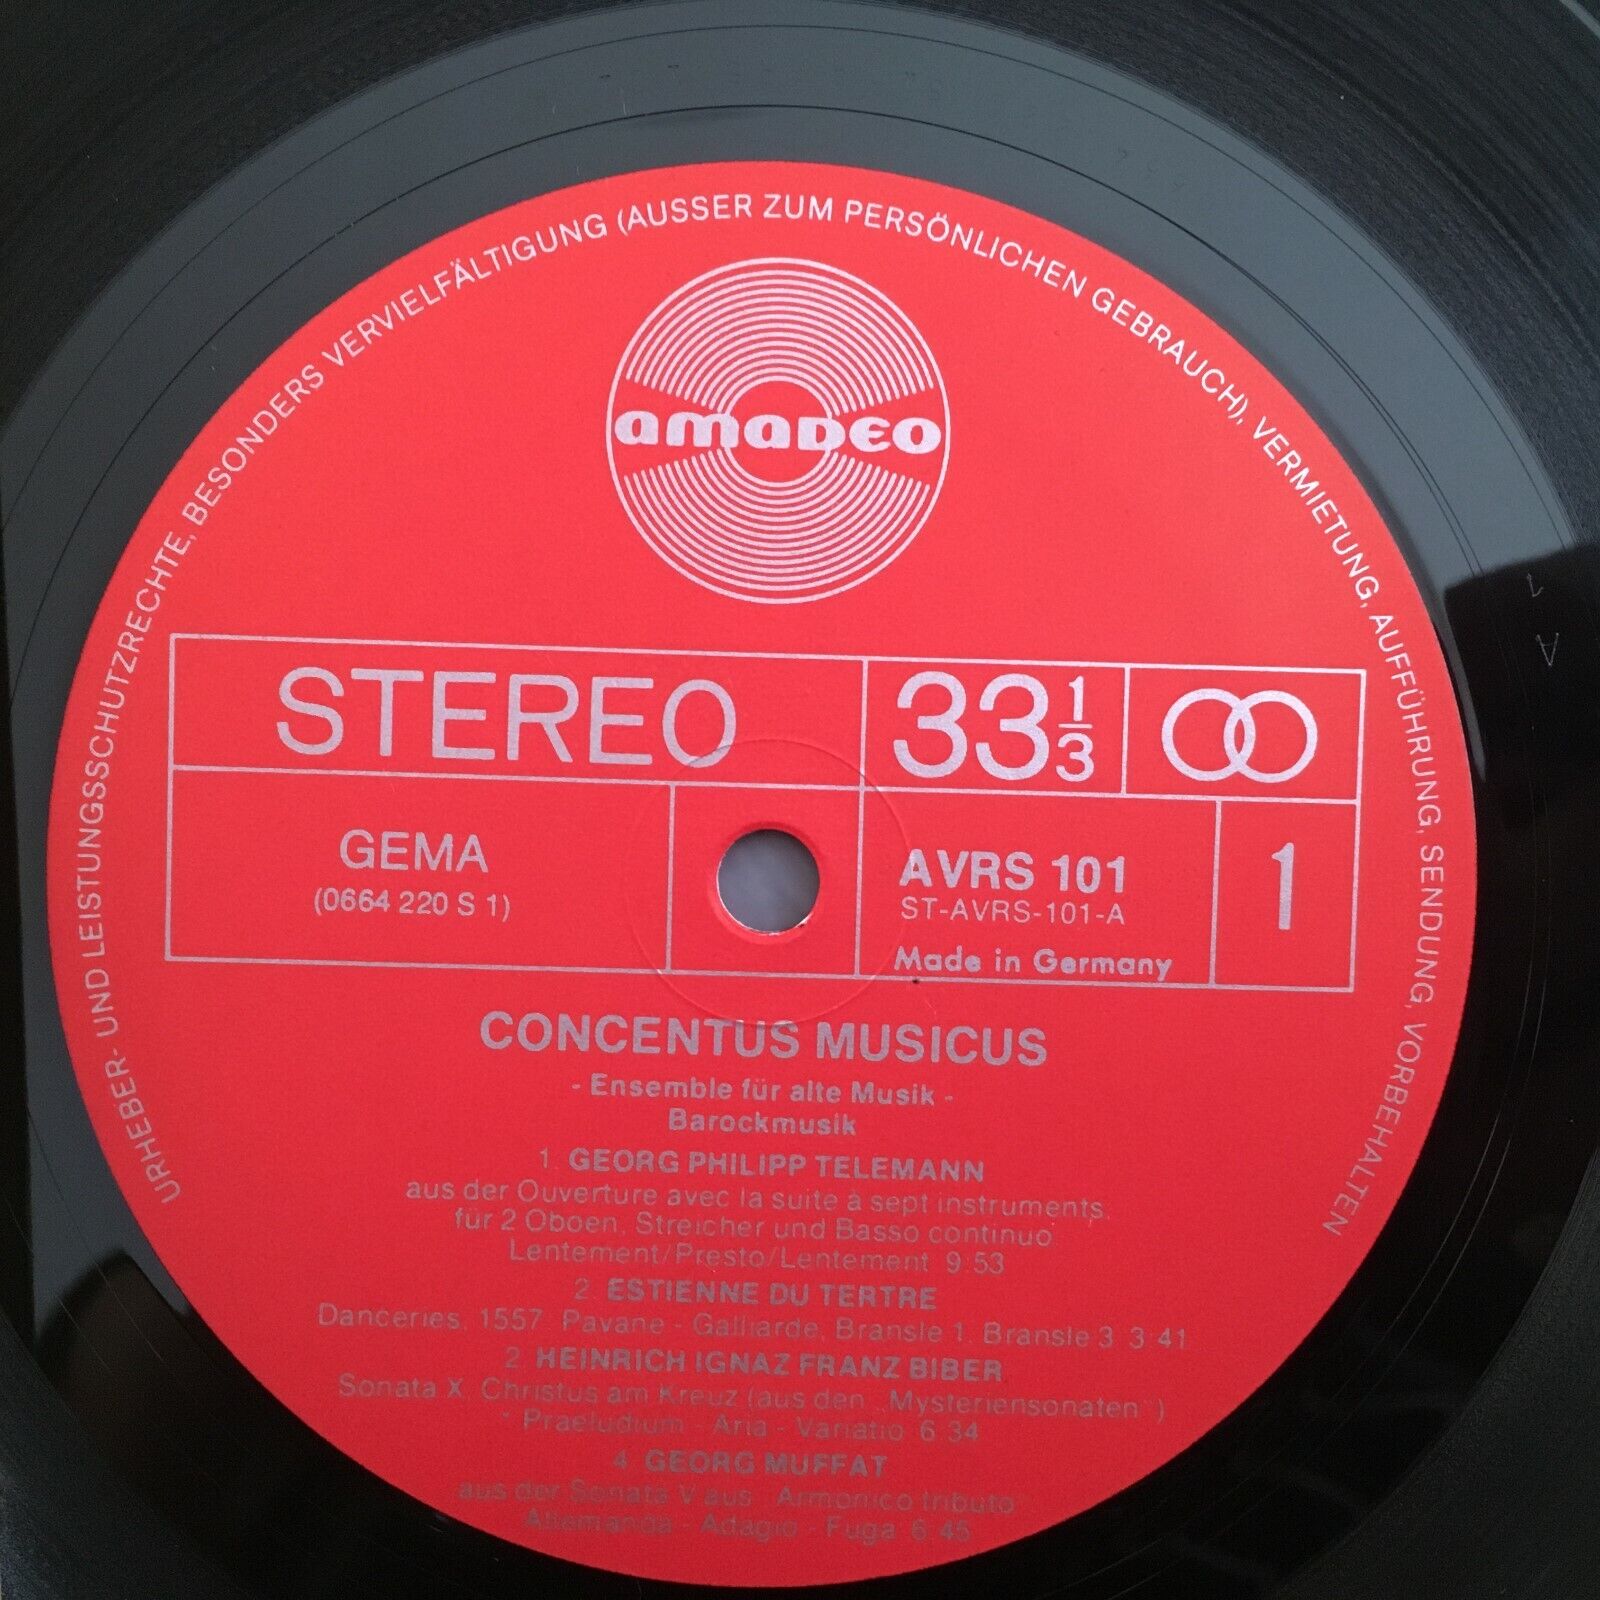 URHEBER- UND LEISTUNGSSCHUTZRECHTE, BESONDERS VERVIELFÄLTIGUNG (AUSSER ZUM PERSÖNLICHEN GEBRAUCH), VERMIETUNG, AUFFÜHRUNG, SENDUNG, VORBEHALTEN
amadeo
STEREO
33 1/3
GEMA
(0664 220 S 1)
AVRS 101
ST-AVRS-101-A
Made in Germany
1
CONCENTUS MUSICUS
- Ensemble für alte Musik -
Barockmusik
1. GEORG PHILIPP TELEMANN
aus der Ouverture avec la suite à sept instruments,
für 2 Oboen, Streicher und Basso continuo
Lentement/Presto/Lentement 9:53
2. ESTIENNE DU TERTRE
Danceries, 1557. Pavane - Galliarde, Bransle 1, Bransle 3 3:41
2. HEINRICH IGNAZ FRANZ BIBER
Sonata X. Christus am Kreuz (aus den „Mysteriensonaten")
Praeludium - Aria - Variatio 6:34
4. GEORG MUFFAT
aus der Sonata V aus „Armonico tributo"
Allemanda - Adagio - Fuga 6:45
A